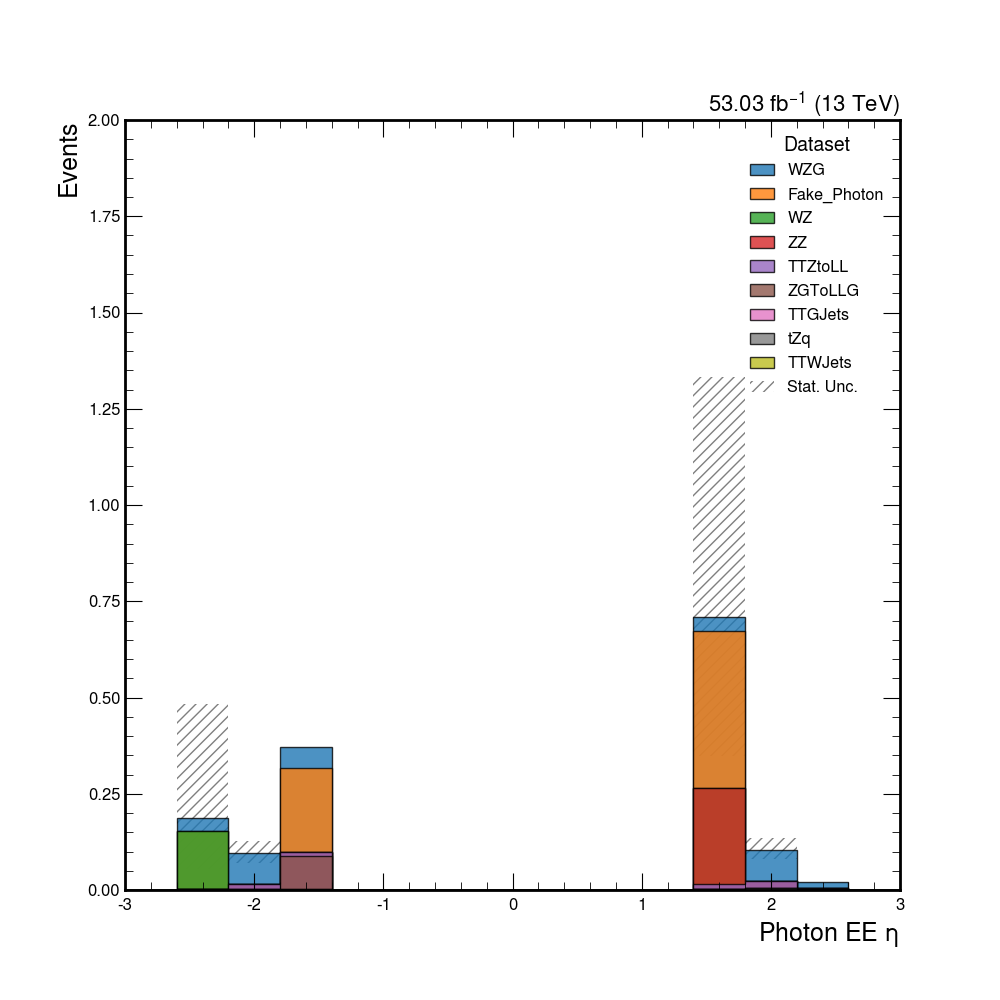 53.03 fb⁻¹ (13 TeV)
Events
2.00
1.75
1.50
1.25
1.00
0.75
0.50
0.25
0.00
Dataset
WZG
Fake_Photon
WZ
ZZ
TTZtoLL
ZGToLLG
TTGJets
tZq
TTWJets
Stat. Unc.
-3 -2 -1 0 1 2 3
Photon EE η